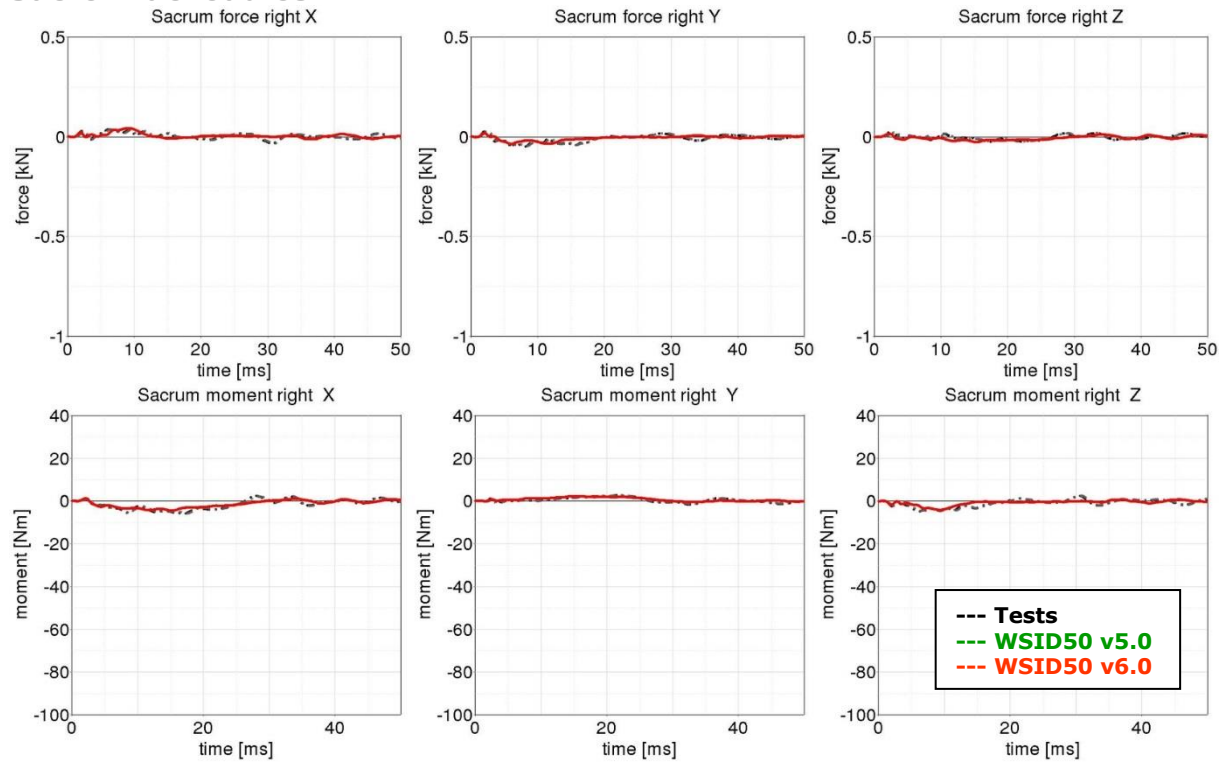 Sacrum force right X
Sacrum force right Y
Sacrum force right Z
0.5
0
-0.5
-1
force [kN]
0 10 20 30 40 50
time [ms]
0.5
0
-0.5
-1
force [kN]
0 10 20 30 40 50
time [ms]
0.5
0
-0.5
-1
force [kN]
0 10 20 30 40 50
time [ms]
Sacrum moment right X
Sacrum moment right Y
Sacrum moment right Z
40
20
0
-20
-40
-60
-80
-100
moment [Nm]
0 20 40
time [ms]
40
20
0
-20
-40
-60
-80
-100
moment [Nm]
0 20 40
time [ms]
40
20
0
-20
-40
-60
-80
-100
moment [Nm]
0 20 40
time [ms]
--- Tests
--- WSID50 v5.0
--- WSID50 v6.0